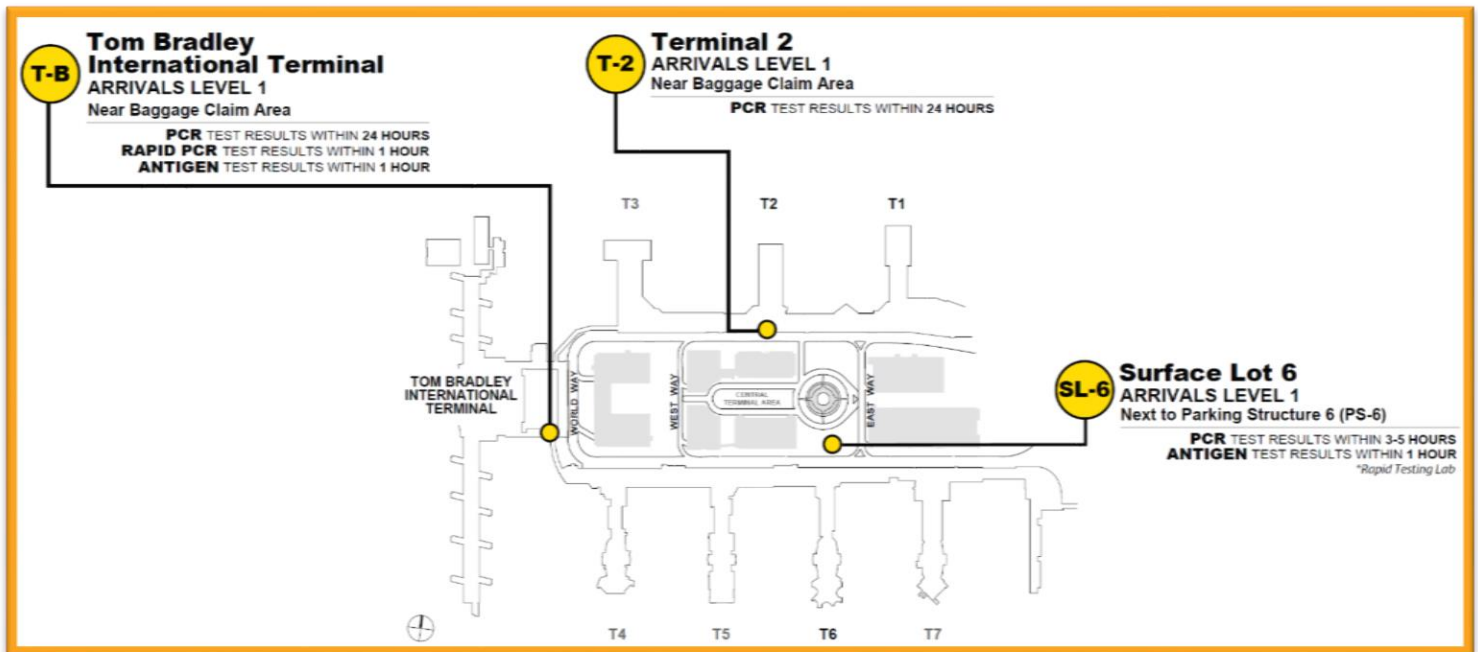 T-B
Tom Bradley
International Terminal
ARRIVALS LEVEL 1
Near Baggage Claim Area
PCR TEST RESULTS WITHIN 24 HOURS
RAPID PCR TEST RESULTS WITHIN 1 HOUR
ANTIGEN TEST RESULTS WITHIN 1 HOUR
T-2
Terminal 2
ARRIVALS LEVEL 1
Near Baggage Claim Area
PCR TEST RESULTS WITHIN 24 HOURS
T3
T2
T1
TOM BRADLEY
INTERNATIONAL
TERMINAL
WORLD WAY
WEST WAY
CENTRAL
TERMINAL AREA
EAST WAY
SL-6
Surface Lot 6
ARRIVALS LEVEL 1
Next to Parking Structure 6 (PS-6)
PCR TEST RESULTS WITHIN 3-5 HOURS
ANTIGEN TEST RESULTS WITHIN 1 HOUR
*Rapid Testing Lab
T4
T5
T6
T7